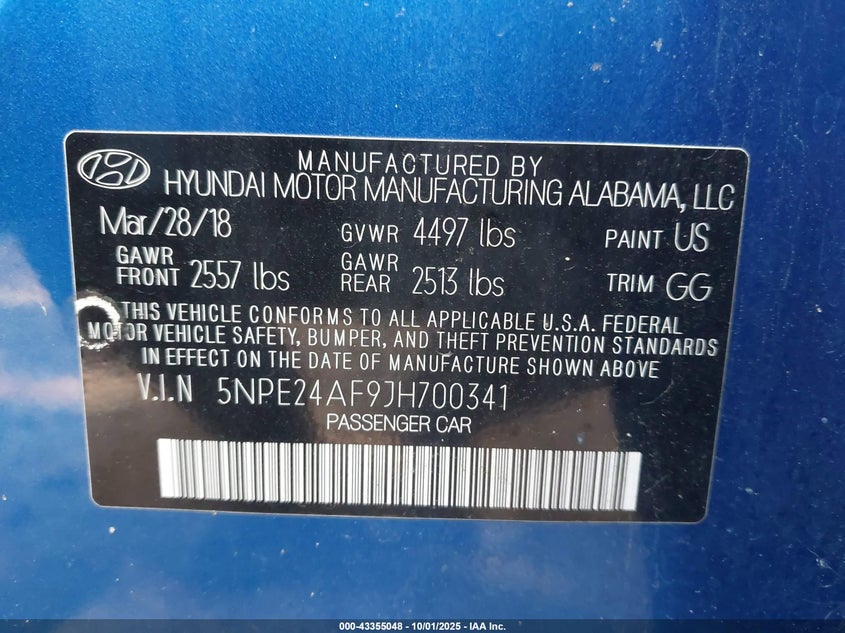 MANUFACTURED BY
HYUNDAI MOTOR MANUFACTURING ALABAMA, LLC
Mar/28/18 GVWR 4497 lbs PAINT US
GAWR FRONT 2557 lbs GAWR REAR 2513 lbs TRIM GG
THIS VEHICLE CONFORMS TO ALL APPLICABLE U.S.A. FEDERAL
MOTOR VEHICLE SAFETY, BUMPER, AND THEFT PREVENTION STANDARDS
IN EFFECT ON THE DATE OF MANUFACTURE SHOWN ABOVE
V.I.N 5NPE24AF9JH700341
PASSENGER CAR
000-43355048 - 10/01/2025 - IAA Inc.